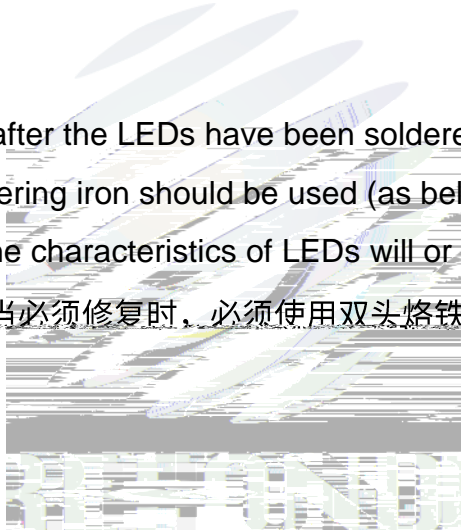 after the LEDs have been soldere
ering iron should be used (as bel
he characteristics of LEDs will or
当必须修复时，必须使用双头烙铁